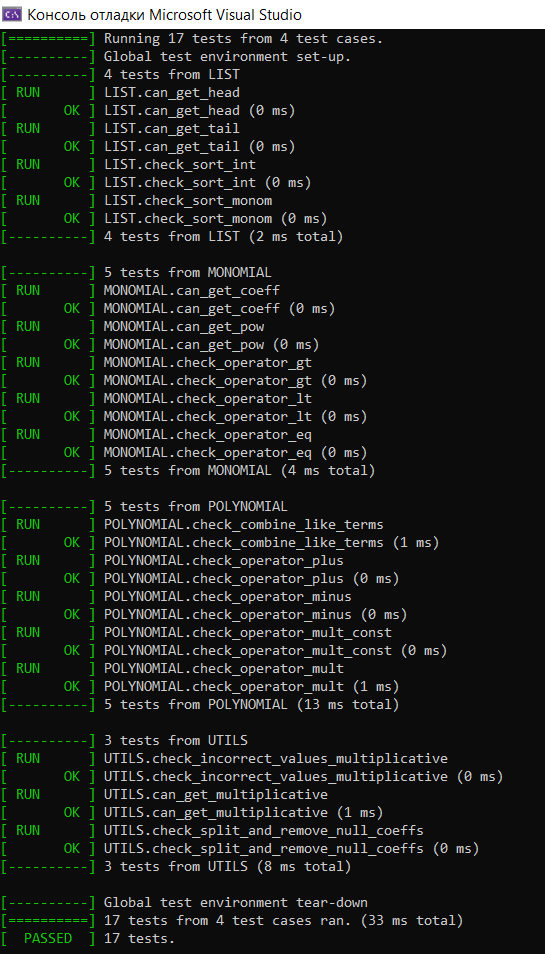 C:\ Консоль отладки Microsoft Visual Studio
[==========] Running 17 tests from 4 test cases.
[----------] Global test environment set-up.
[----------] 4 tests from LIST
[ RUN      ] LIST.can_get_head
[       OK ] LIST.can_get_head (0 ms)
[ RUN      ] LIST.can_get_tail
[       OK ] LIST.can_get_tail (0 ms)
[ RUN      ] LIST.check_sort_int
[       OK ] LIST.check_sort_int (0 ms)
[ RUN      ] LIST.check_sort_monom
[       OK ] LIST.check_sort_monom (0 ms)
[----------] 4 tests from LIST (2 ms total)
[----------] 5 tests from MONOMIAL
[ RUN      ] MONOMIAL.can_get_coeff
[       OK ] MONOMIAL.can_get_coeff (0 ms)
[ RUN      ] MONOMIAL.can_get_pow
[       OK ] MONOMIAL.can_get_pow (0 ms)
[ RUN      ] MONOMIAL.check_operator_gt
[       OK ] MONOMIAL.check_operator_gt (0 ms)
[ RUN      ] MONOMIAL.check_operator_lt
[       OK ] MONOMIAL.check_operator_lt (0 ms)
[ RUN      ] MONOMIAL.check_operator_eq
[       OK ] MONOMIAL.check_operator_eq (0 ms)
[----------] 5 tests from MONOMIAL (4 ms total)
[----------] 5 tests from POLYNOMIAL
[ RUN      ] POLYNOMIAL.check_combine_like_terms
[       OK ] POLYNOMIAL.check_combine_like_terms (1 ms)
[ RUN      ] POLYNOMIAL.check_operator_plus
[       OK ] POLYNOMIAL.check_operator_plus (0 ms)
[ RUN      ] POLYNOMIAL.check_operator_minus
[       OK ] POLYNOMIAL.check_operator_minus (0 ms)
[ RUN      ] POLYNOMIAL.check_operator_mult_const
[       OK ] POLYNOMIAL.check_operator_mult_const (0 ms)
[ RUN      ] POLYNOMIAL.check_operator_mult
[       OK ] POLYNOMIAL.check_operator_mult (1 ms)
[----------] 5 tests from POLYNOMIAL (13 ms total)
[----------] 3 tests from UTILS
[ RUN      ] UTILS.check_incorrect_values_multiplicative
[       OK ] UTILS.check_incorrect_values_multiplicative (0 ms)
[ RUN      ] UTILS.can_get_multiplicative
[       OK ] UTILS.can_get_multiplicative (1 ms)
[ RUN      ] UTILS.check_split_and_remove_null_coeffs
[       OK ] UTILS.check_split_and_remove_null_coeffs (0 ms)
[----------] 3 tests from UTILS (8 ms total)
[----------] Global test environment tear-down
[==========] 17 tests from 4 test cases ran. (33 ms total)
[  PASSED  ] 17 tests.